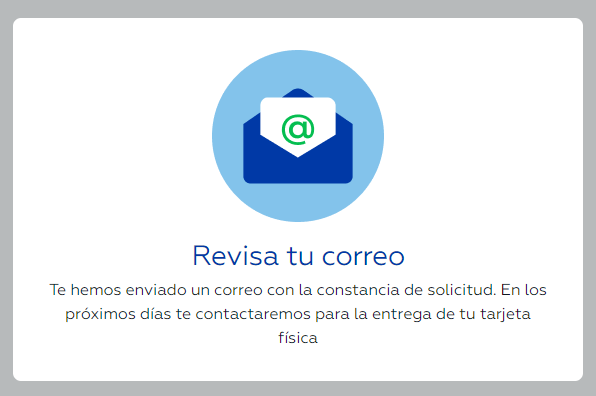 @
Revisa tu correo
Te hemos enviado un correo con la constancia de solicitud. En los
próximos días te contactaremos para la entrega de tu tarjeta
física